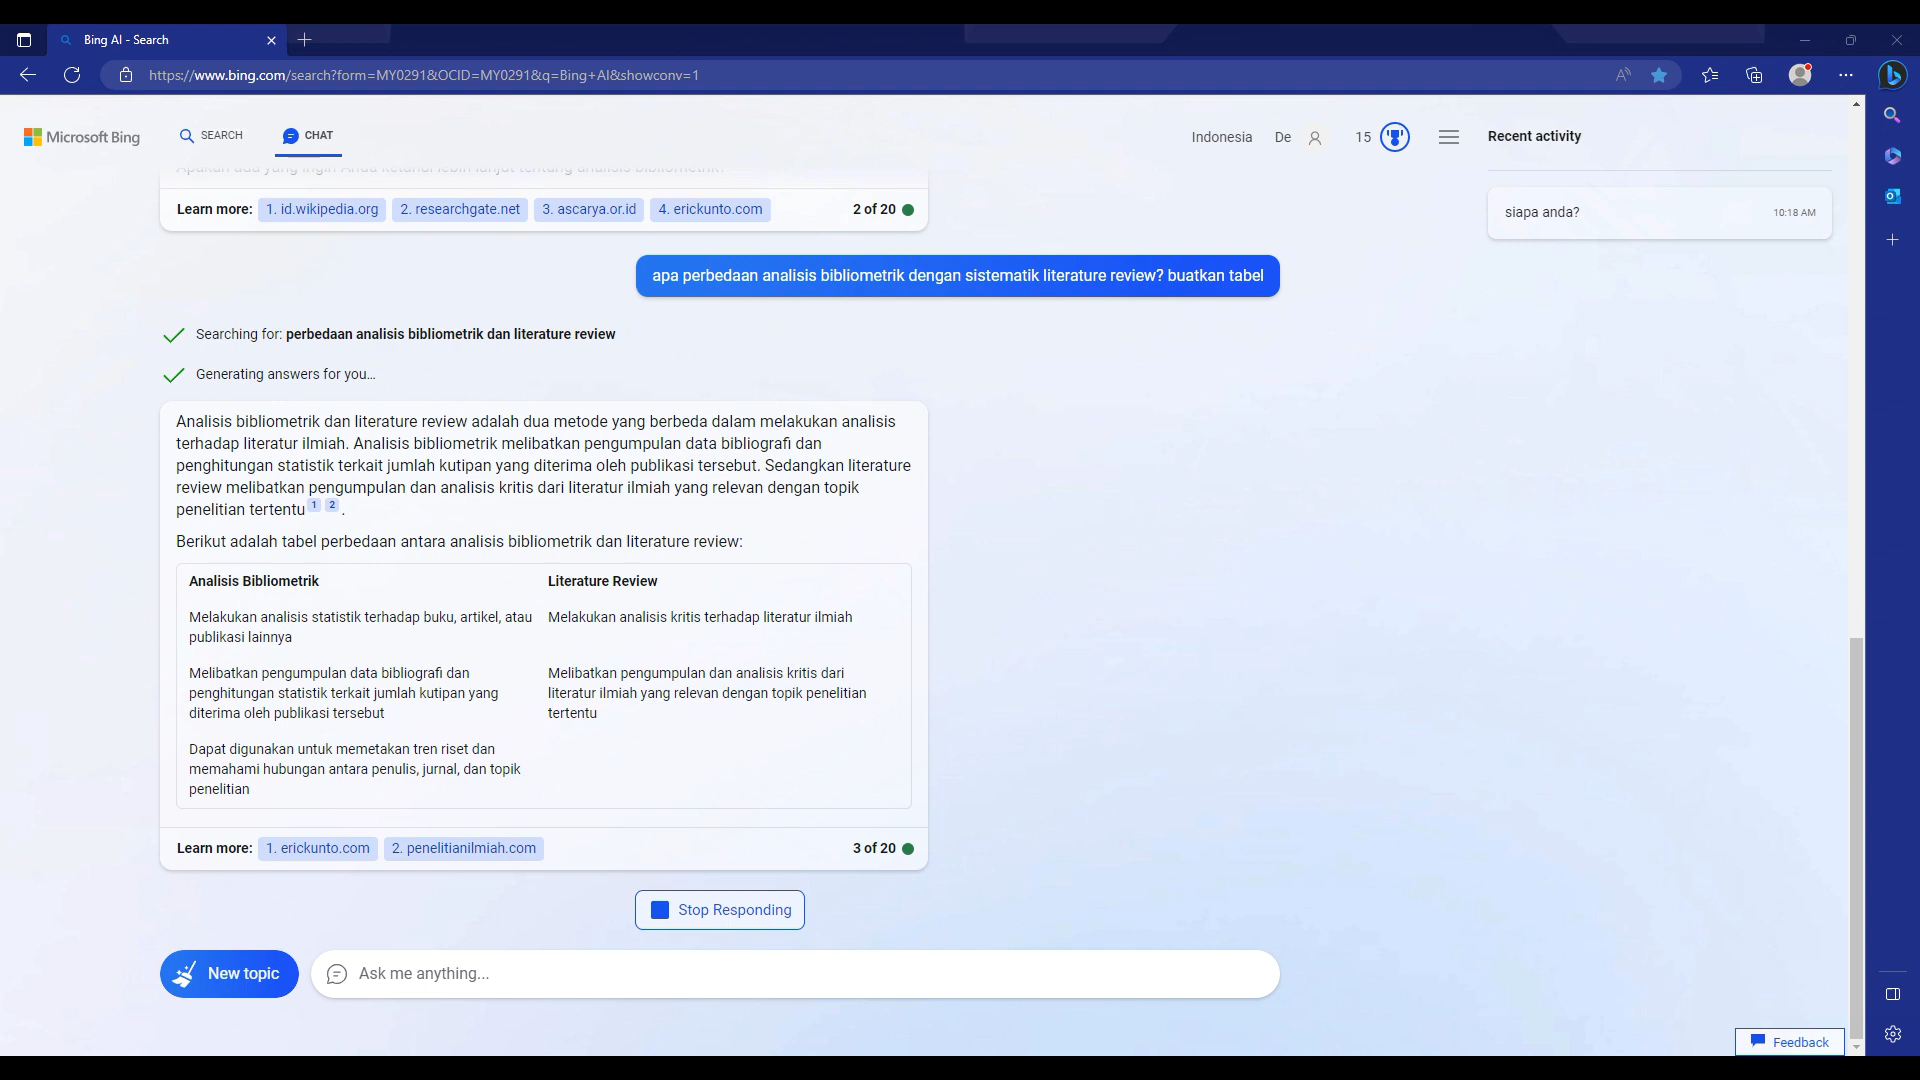 Bing AI - Search
https://www.bing.com/search?form=MY0291&OCID=MY0291&q=Bing+AI&showconv=1
Microsoft Bing
SEARCH
CHAT
Indonesia
De
15
Recent activity
siapa anda?
10:18 AM
Apakah ada yang ingin Anda ketahui lebih lanjut tentang analisis bibliometrik?
Learn more: 1. id.wikipedia.org 2. researchgate.net 3. ascarya.or.id 4. erickunto.com 2 of 20
apa perbedaan analisis bibliometrik dengan sistematik literature review? buatkan tabel
Searching for: perbedaan analisis bibliometrik dan literature review
Generating answers for you...
Analisis bibliometrik dan literature review adalah dua metode yang berbeda dalam melakukan analisis
terhadap literatur ilmiah. Analisis bibliometrik melibatkan pengumpulan data bibliografi dan
penghitungan statistik terkait jumlah kutipan yang diterima oleh publikasi tersebut. Sedangkan literature
review melibatkan pengumpulan dan analisis kritis dari literatur ilmiah yang relevan dengan topik
penelitian tertentu 1 2 .
Berikut adalah tabel perbedaan antara analisis bibliometrik dan literature review:
Analisis Bibliometrik
Literature Review
Melakukan analisis statistik terhadap buku, artikel, atau
publikasi lainnya
Melakukan analisis kritis terhadap literatur ilmiah
Melibatkan pengumpulan data bibliografi dan
penghitungan statistik terkait jumlah kutipan yang
diterima oleh publikasi tersebut
Melibatkan pengumpulan dan analisis kritis dari
literatur ilmiah yang relevan dengan topik penelitian
tertentu
Dapat digunakan untuk memetakan tren riset dan
memahami hubungan antara penulis, jurnal, dan topik
penelitian
Learn more: 1. erickunto.com 2. penelitianilmiah.com 3 of 20
Stop Responding
New topic
Ask me anything...
Feedback